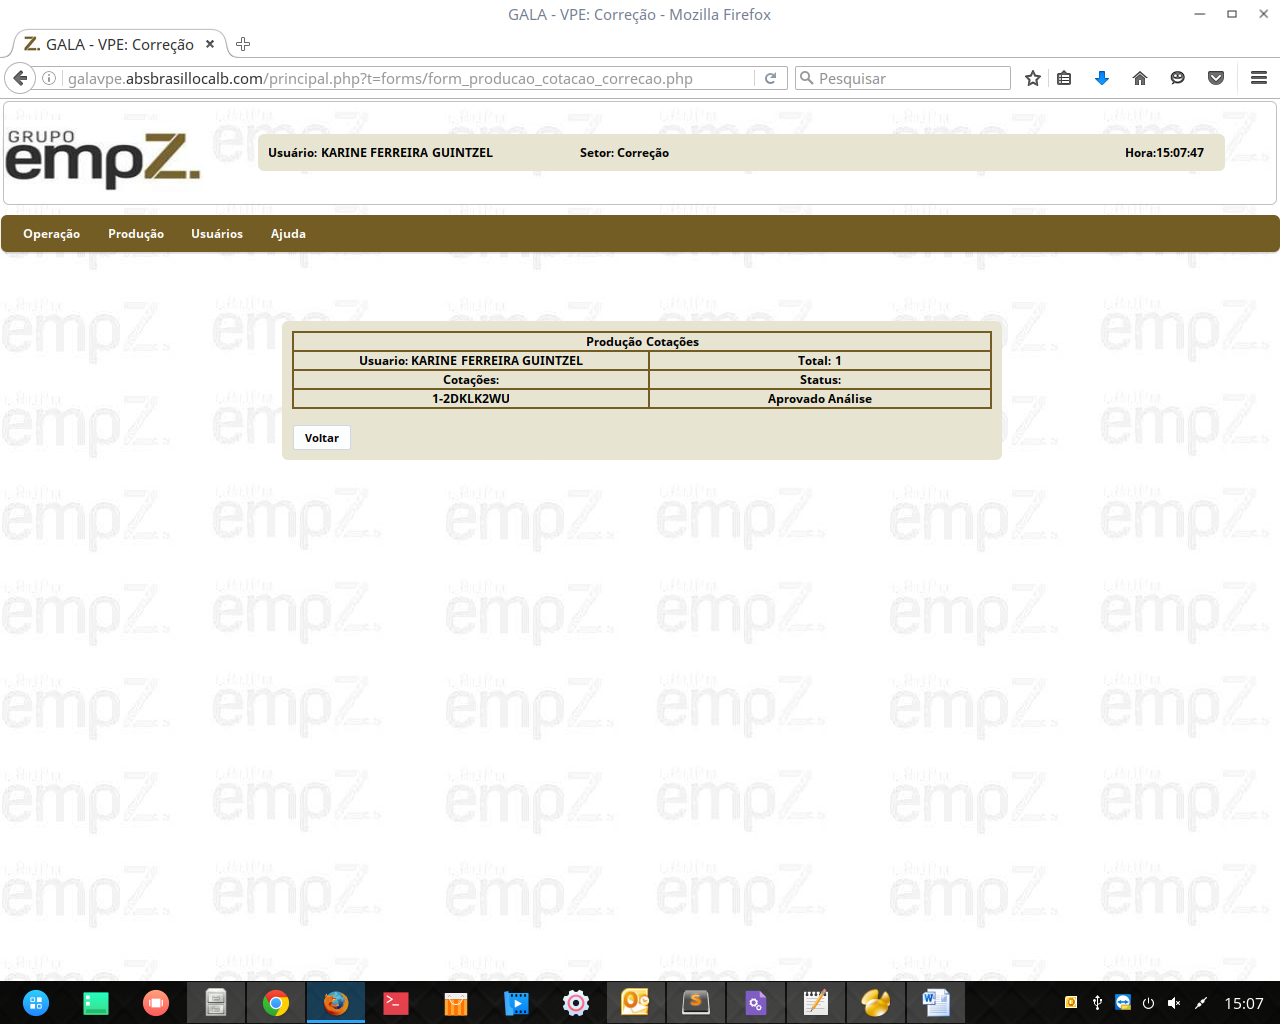 GALA - VPE: Correção - Mozilla Firefox
Z. GALA - VPE: Correção
galavpe.absbrasillocalb.com/principal.php?t=forms/form_producao_cotacao_correcao.php
Pesquisar
GRUPO
empZ.
Usuário: KARINE FERREIRA GUINTZEL Setor: Correção Hora:15:07:47
Operação Produção Usuários Ajuda
Produção Cotações
Usuario: KARINE FERREIRA GUINTZEL Total: 1
Cotações: Status:
1-2DKLK2WU Aprovado Análise
Voltar
15:07